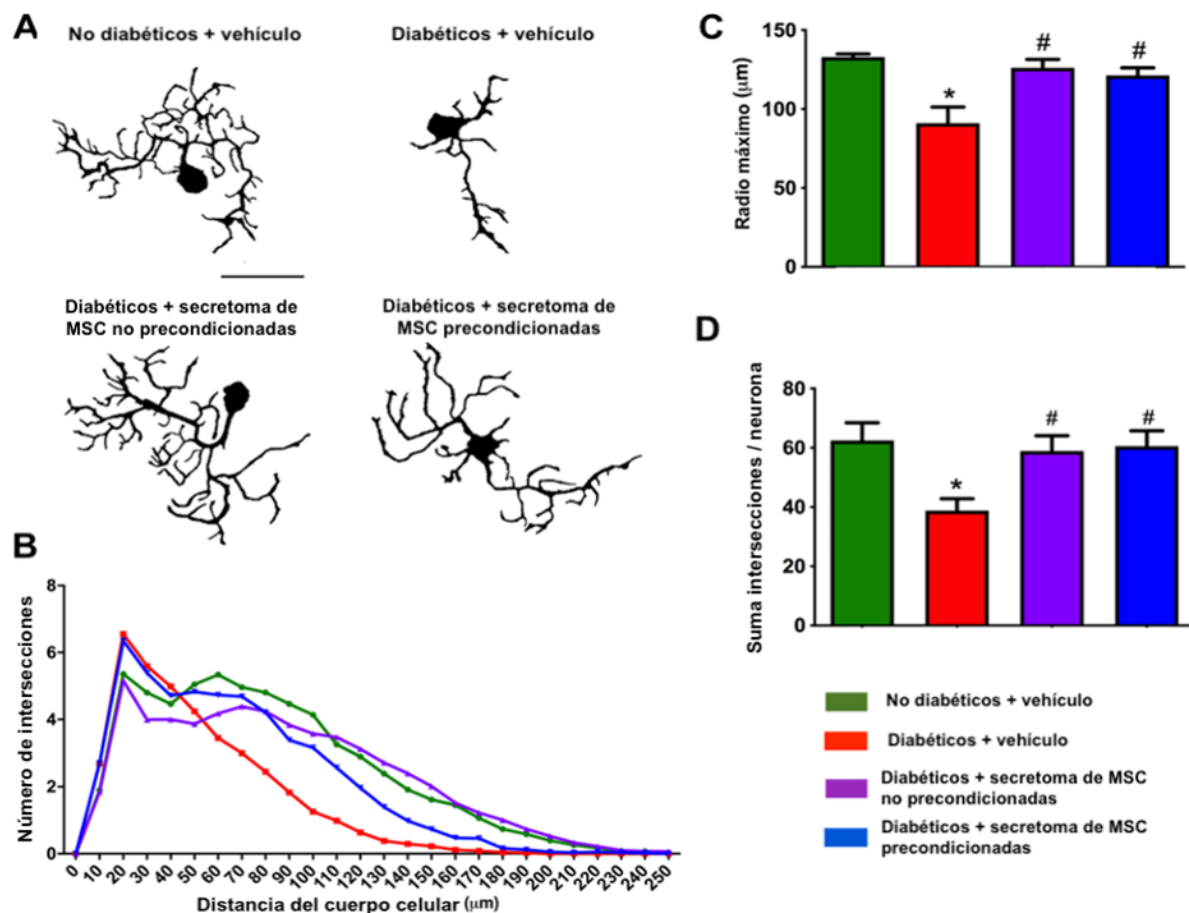 A
No diabéticos + vehículo
Diabéticos + vehículo
Diabéticos + secretoma de
MSC no precondicionadas
Diabéticos + secretoma de
MSC precondicionadas
B
Número de intersecciones
8
6
4
2
0
0 10 20 30 40 50 60 70 80 90 100 110 120 130 140 150 160 170 180 190 200 210 220 230 240 250
Distancia del cuerpo celular (µm)
C
Radio máximo (µm)
150
100
50
0
*
#
#
D
Suma intersecciones / neurona
80
60
40
20
0
*
#
#
No diabéticos + vehículo
Diabéticos + vehículo
Diabéticos + secretoma de MSC
no precondicionadas
Diabéticos + secretoma de MSC
precondicionadas